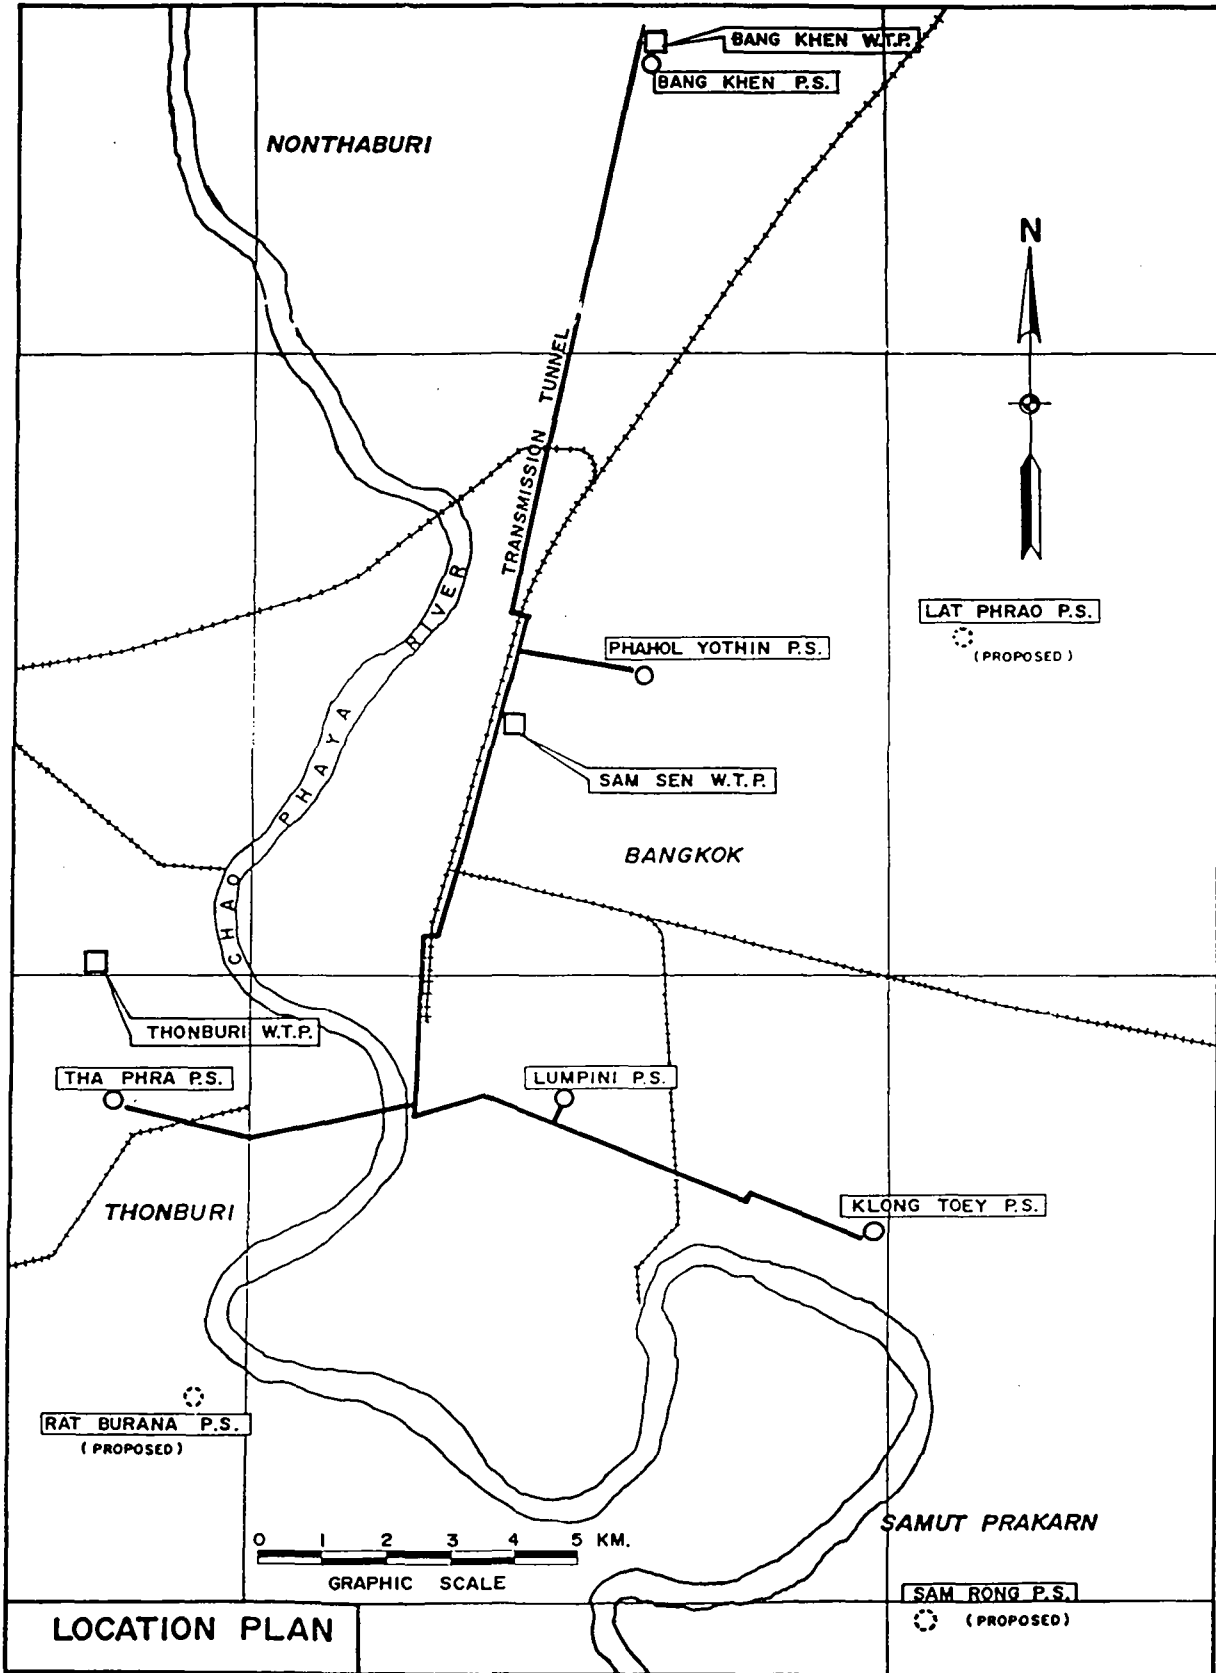 BANG KHEN W.T.P.
BANG KHEN P.S.
NONTHABURI
N
TRANSMISSION TUNNEL
CHAO PHAYA RIVER
LAT PHRAO P.S.
(PROPOSED)
PHAHOL YOTHIN P.S.
SAM SEN W.T.P.
BANGKOK
THONBURI W.T.P.
THA PHRA P.S.
LUMPINI P.S.
THONBURI
KLONG TOEY P.S.
RAT BURANA P.S.
(PROPOSED)
SAMUT PRAKARN
0 1 2 3 4 5 KM.
GRAPHIC SCALE
SAM RONG P.S.
(PROPOSED)
LOCATION PLAN